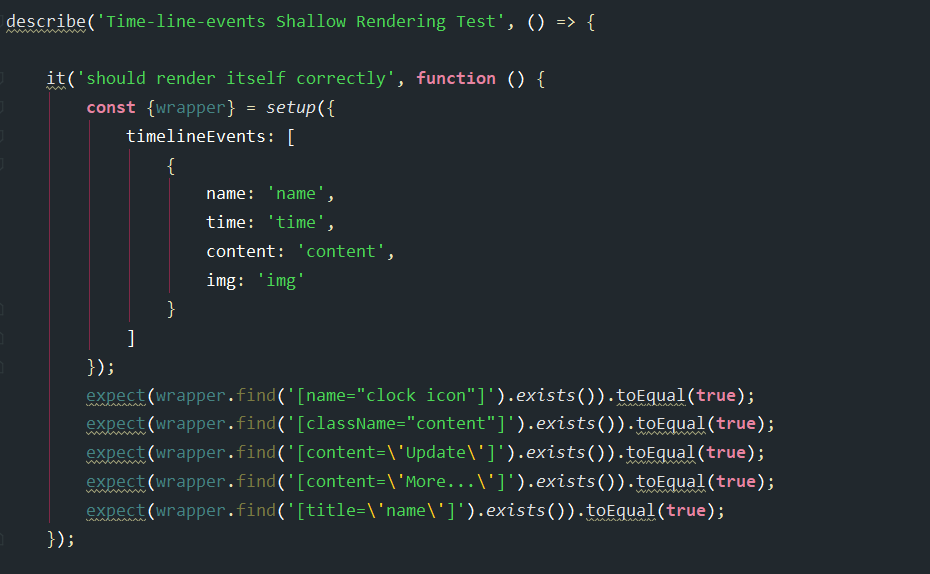 describe('Time-line-events Shallow Rendering Test', () => {
it('should render itself correctly', function () {
const {wrapper} = setup({
timelineEvents: [
{
name: 'name',
time: 'time',
content: 'content',
img: 'img'
}
]
});
expect(wrapper.find('[name="clock icon"]').exists()).toEqual(true);
expect(wrapper.find('[className="content"]').exists()).toEqual(true);
expect(wrapper.find('[content=\'Update\']').exists()).toEqual(true);
expect(wrapper.find('[content=\'More...\']').exists()).toEqual(true);
expect(wrapper.find('[title=\'name\']').exists()).toEqual(true);
});